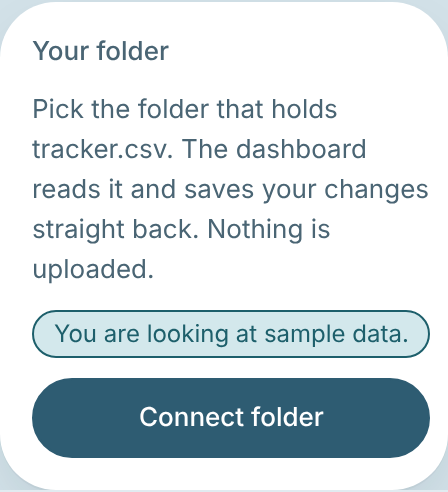 Your folder
Pick the folder that holds
tracker.csv. The dashboard
reads it and saves your changes
straight back. Nothing is
uploaded.
You are looking at sample data.
Connect folder